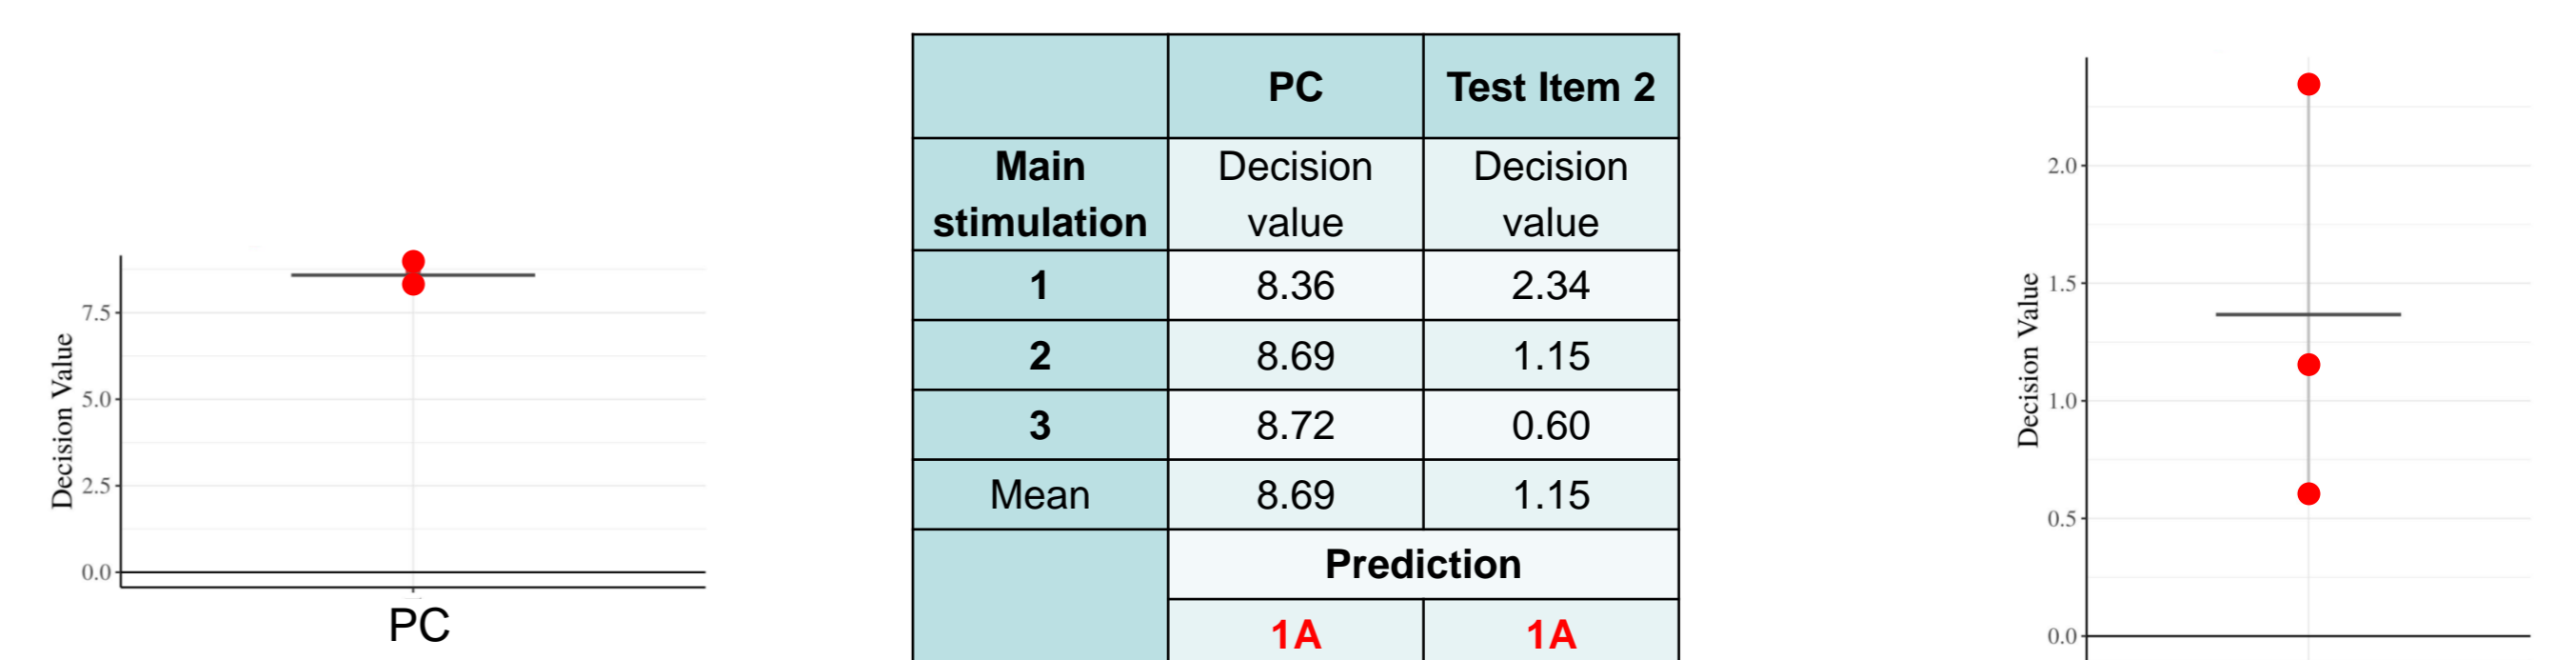 PC Test Item 2
Main stimulation Decision value Decision value
1 8.36 2.34
2 8.69 1.15
3 8.72 0.60
Mean 8.69 1.15
Prediction
1A 1A
Decision Value
7.5
5.0
2.5
0.0
PC
Decision Value
2.0
1.5
1.0
0.5
0.0